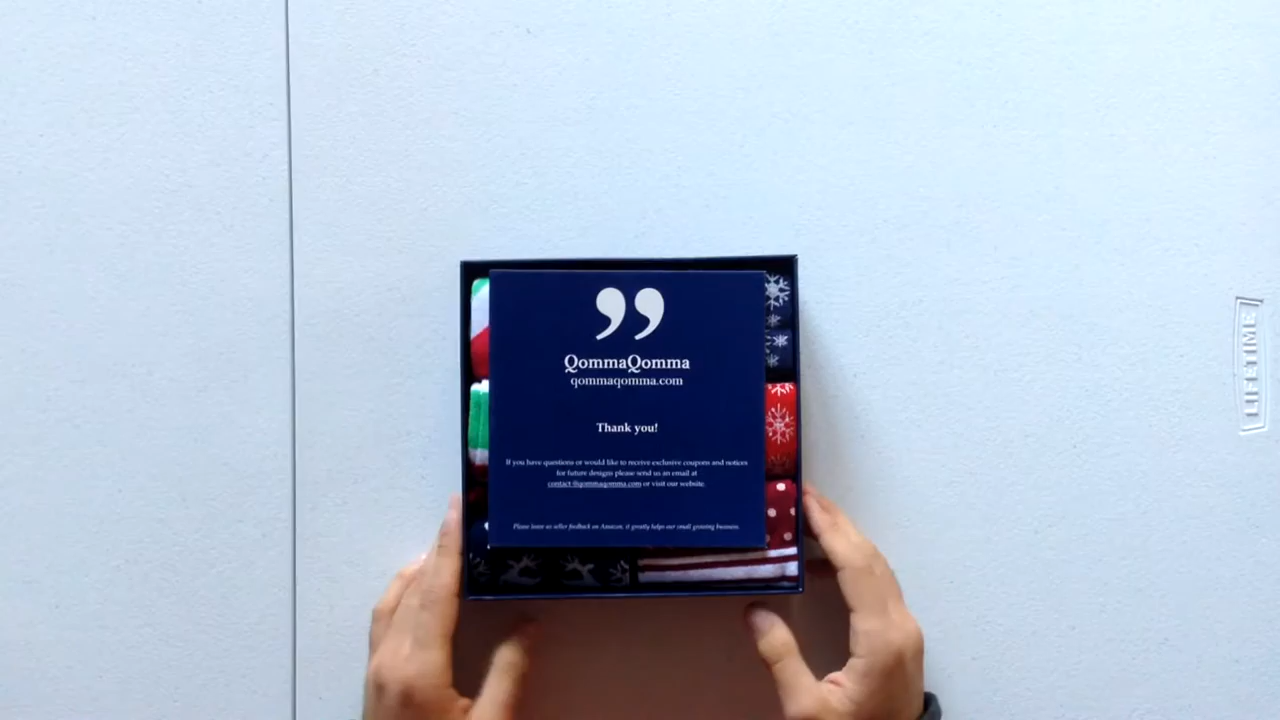 QommaQomma
qommaqomma.com
Thank you!
If you have questions or would like to receive exclusive coupons and notices
for future designs please send us an email at
contact@qommaqomma.com or visit our website.
Please leave us seller feedback on Amazon, it greatly helps our small growing business.
LIFETIME